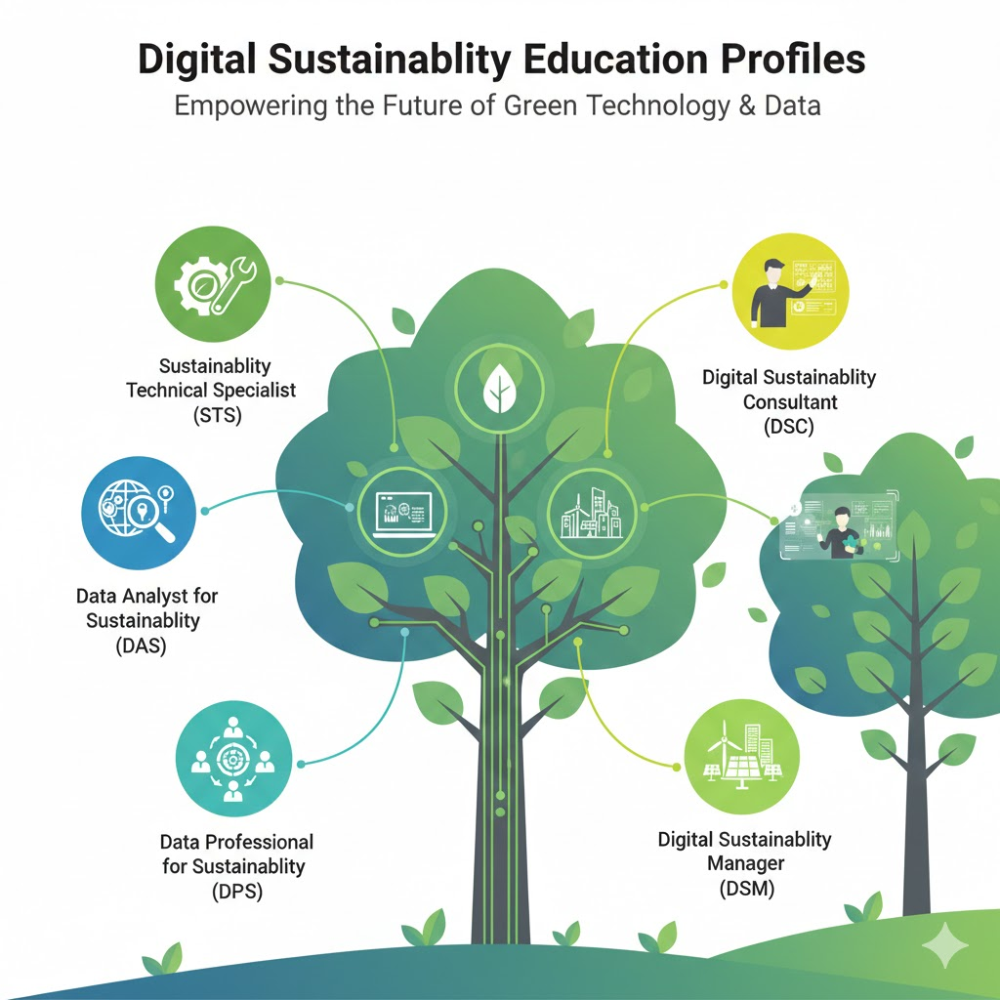 Digital Sustainablity Education Profiles
Empowering the Future of Green Technology & Data
Sustainablity
Technical Specialist
(STS)
Digital Sustainablity
Consultant
(DSC)
Data Analyst for
Sustainablity
(DAS)
Data Professional
for Sustainablity
(DPS)
Digital Sustainablity
Manager
(DSM)